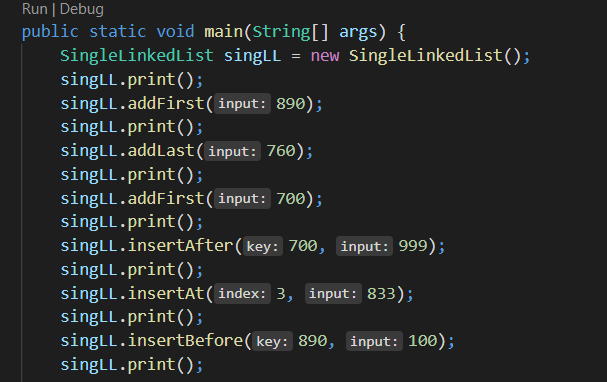 Run | Debug
public static void main(String[] args) {
SingleLinkedList singLL = new SingleLinkedList();
singLL.print();
singLL.addFirst(input: 890);
singLL.print();
singLL.addLast(input: 760);
singLL.print();
singLL.addFirst(input: 700);
singLL.print();
singLL.insertAfter(key: 700, input: 999);
singLL.print();
singLL.insertAt(index: 3, input: 833);
singLL.print();
singLL.insertBefore(key: 890, input: 100);
singLL.print();